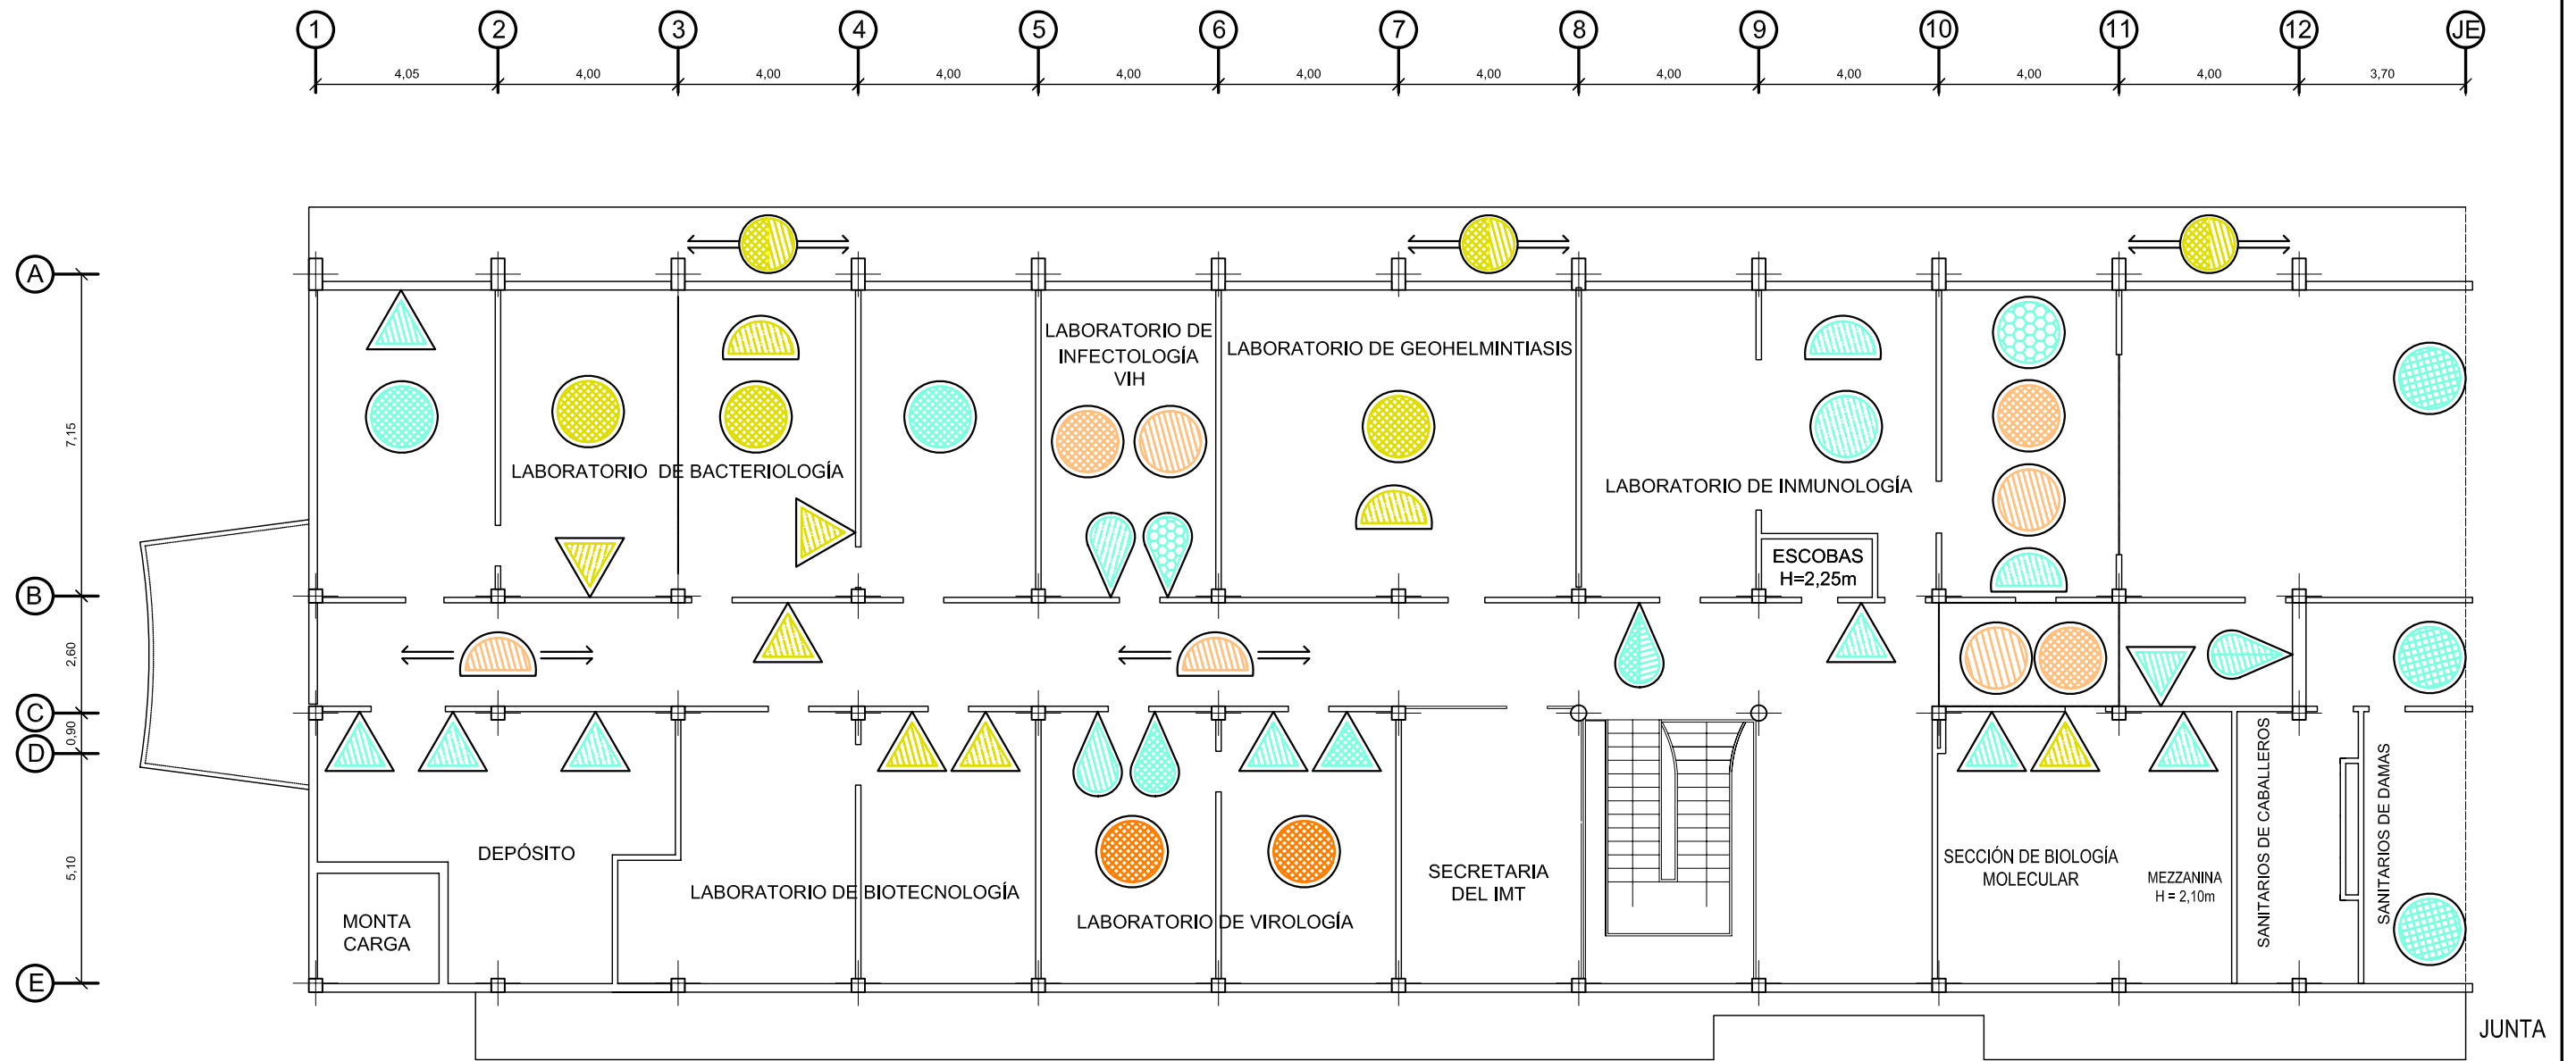 1 2 3 4 5 6 7 8 9 10 11 12 JE
4,05 4,00 4,00 4,00 4,00 4,00 4,00 4,00 4,00 4,00 4,00 3,70
A
7,15
B
2,60
C
0,90
D
5,10
E
LABORATORIO DE
INFECTOLOGÍA
VIH
LABORATORIO DE GEOHELMINTIASIS
LABORATORIO DE BACTERIOLOGÍA
LABORATORIO DE INMUNOLOGÍA
ESCOBAS
H=2,25m
DEPÓSITO
MONTA
CARGA
LABORATORIO DE BIOTECNOLOGÍA
LABORATORIO DE VIROLOGÍA
SECRETARIA
DEL IMT
SECCIÓN DE BIOLOGÍA
MOLECULAR
MEZZANINA
H = 2,10m
SANITARIOS DE CABALLEROS
SANITARIOS DE DAMAS
JUNTA